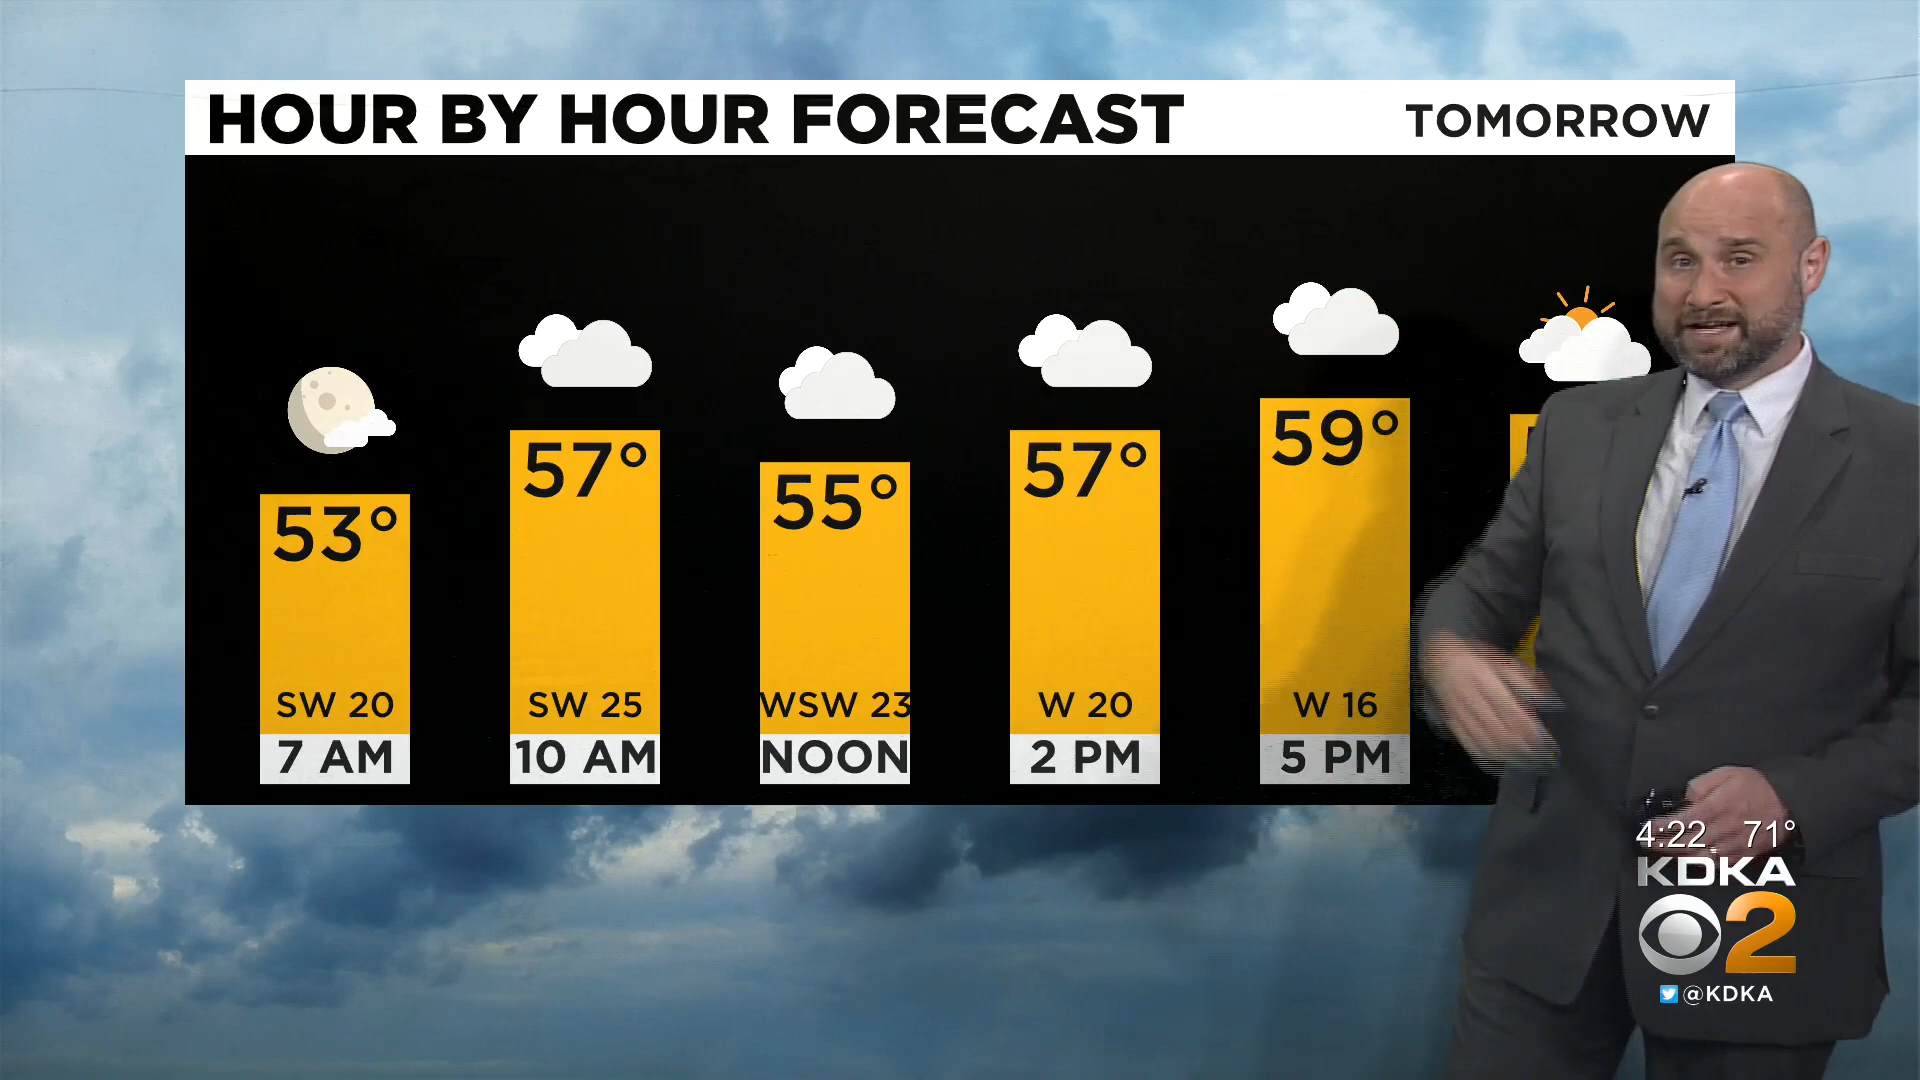 HOUR BY HOUR FORECAST TOMORROW
53° 57° 55° 57° 59°
SW 20 SW 25 WSW 23 W 20 W 16
7 AM 10 AM NOON 2 PM 5 PM
4:22 71°
KDKA
2
@KDKA